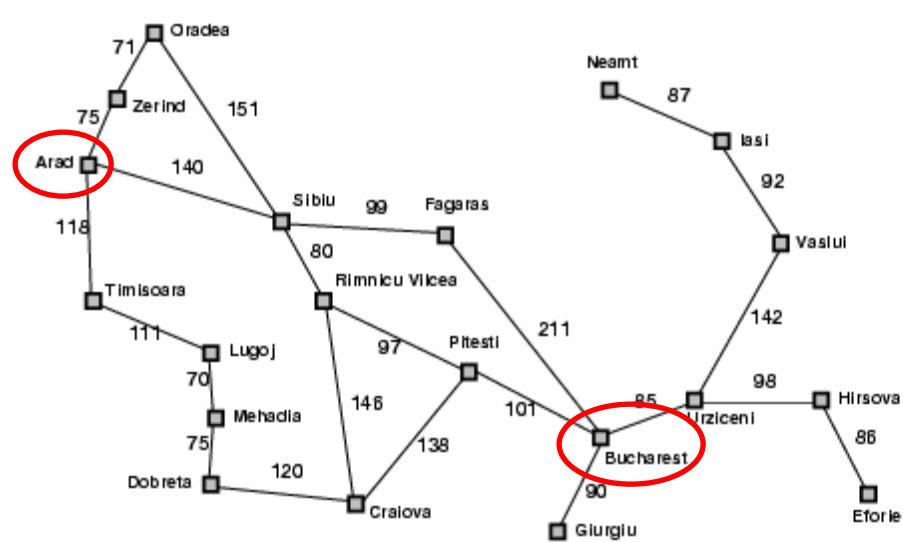 Oradea
71
Neamt
87
Zerind
151
75
Iasi
Arad
140
92
Sibiu
99
Fagaras
118
80
Vaslui
Rimnicu Vilcea
Timisoara
142
111
211
Lugoj
97
Pitesti
70
98
Hirsova
146
101
85
Urziceni
Mehadia
75
138
86
Bucharest
120
Dobreta
90
Craiova
Eforie
Giurgiu